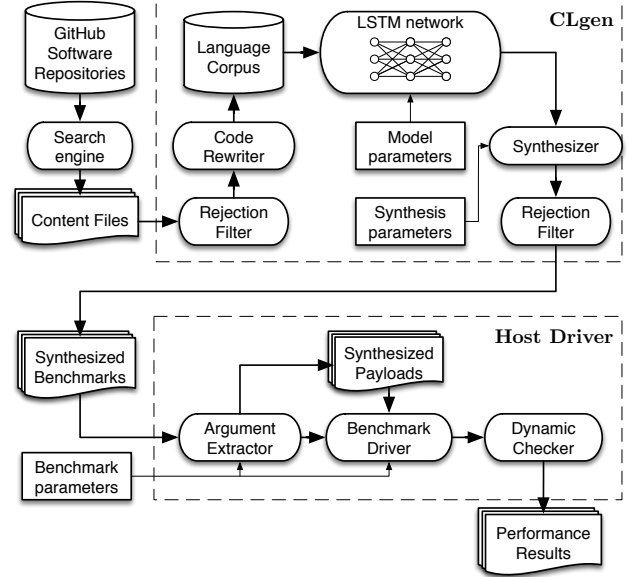 GitHub
Software
Repositories
Search
engine
Content Files
CLgen
Language
Corpus
Code
Rewriter
Rejection
Filter
LSTM network
Model
parameters
Synthesis
parameters
Synthesizer
Rejection
Filter
Host Driver
Synthesized
Benchmarks
Benchmark
parameters
Argument
Extractor
Synthesized
Payloads
Benchmark
Driver
Dynamic
Checker
Performance
Results